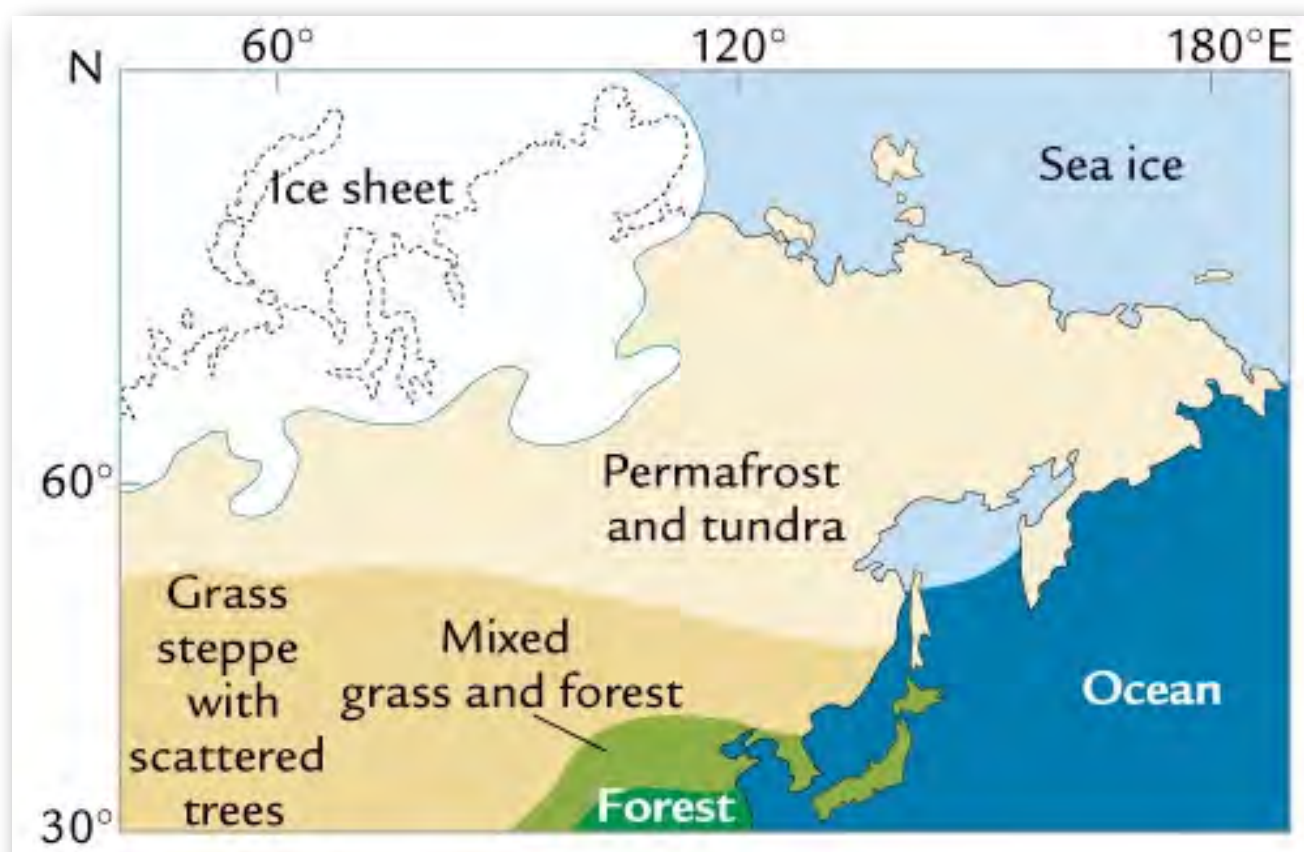 60° 120° 180°E
N
Ice sheet
Sea ice
60°
Permafrost
and tundra
Grass
steppe
with
scattered
trees
Mixed
grass and forest
Ocean
Forest
30°